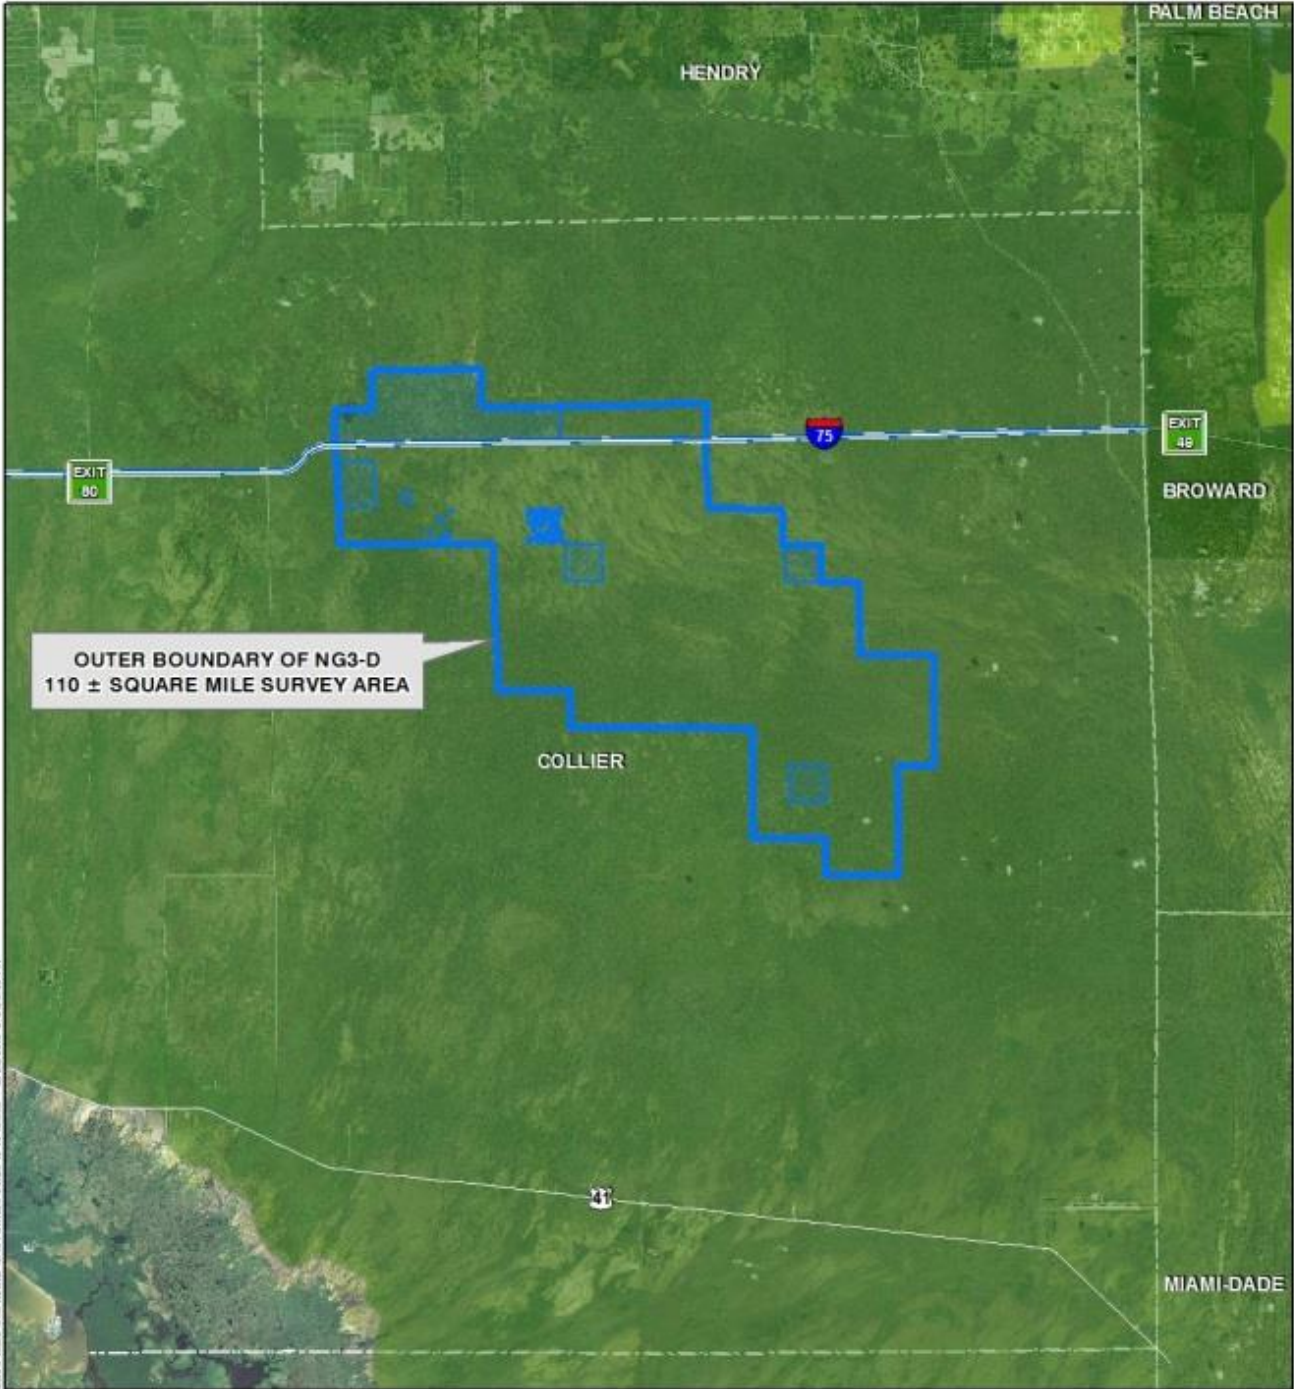 PALM BEACH
HENDRY
75
EXIT
49
EXIT
80
BROWARD
OUTER BOUNDARY OF NG3-D
110 ± SQUARE MILE SURVEY AREA
COLLIER
41
MIAMI-DADE